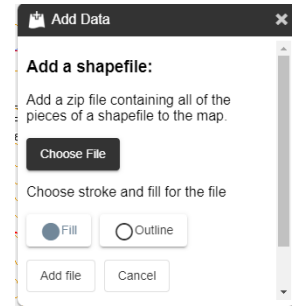 Add Data
Add a shapefile:
Add a zip file containing all of the
pieces of a shapefile to the map.
Choose File
Choose stroke and fill for the file
Fill
Outline
Add file
Cancel